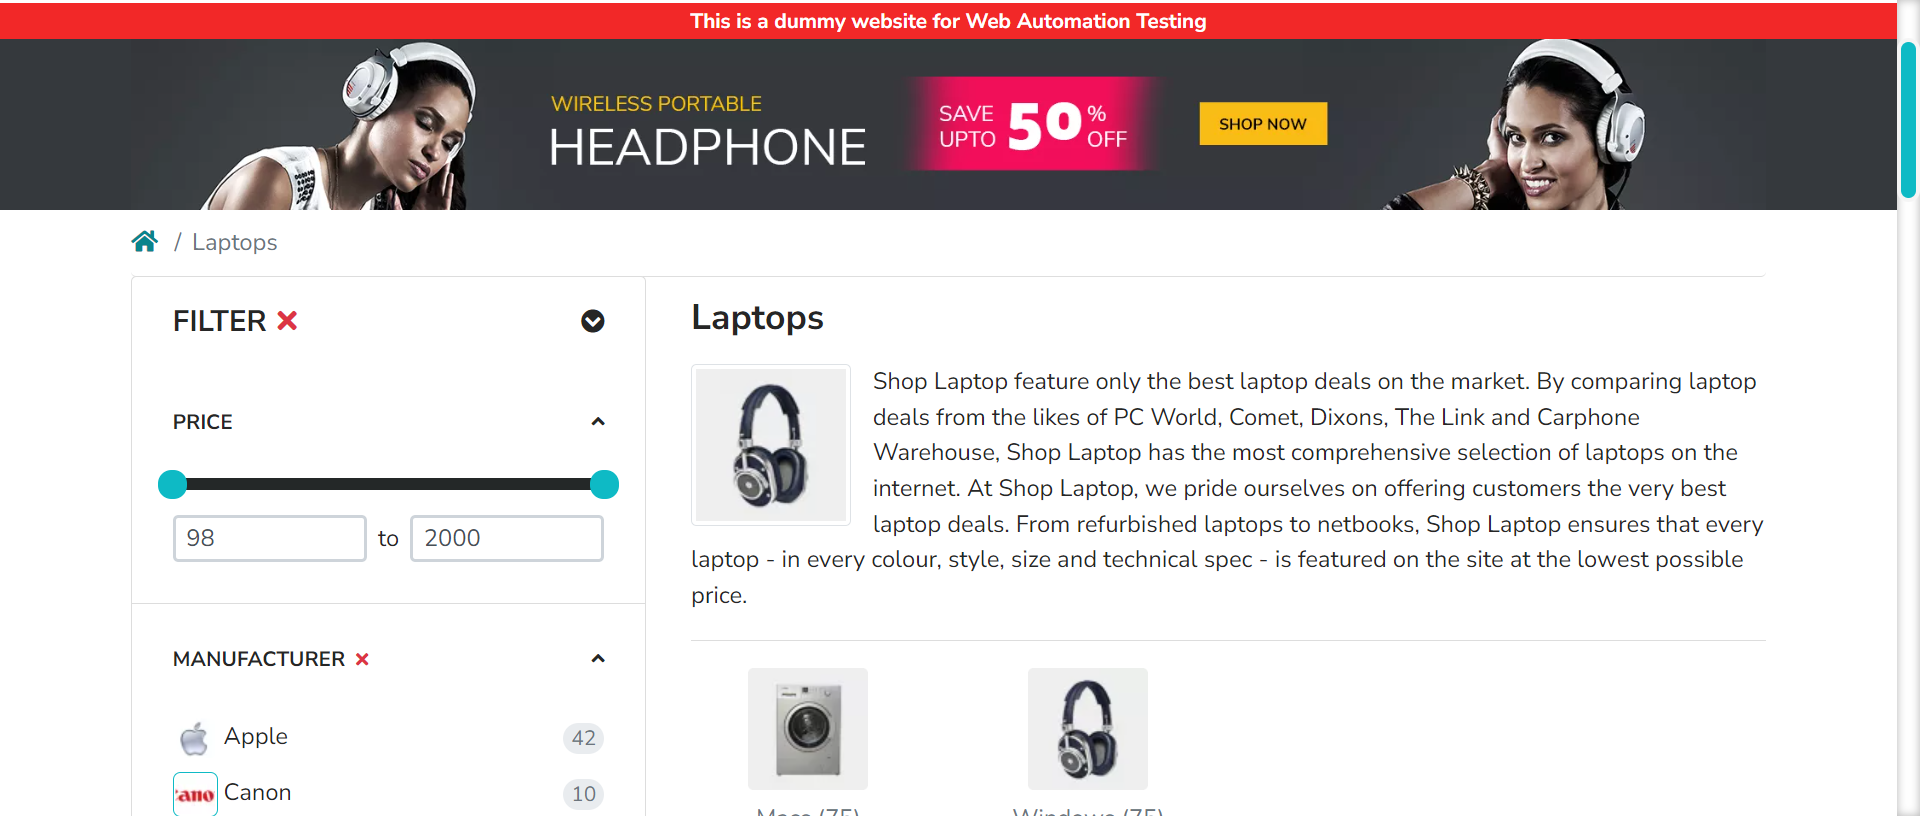 This is a dummy website for Web Automation Testing
WIRELESS PORTABLE
HEADPHONE
SAVE UPTO 50% OFF
SHOP NOW
/ Laptops
FILTER
PRICE
98 to 2000
MANUFACTURER
Apple 42
Canon 10
Laptops
Shop Laptop feature only the best laptop deals on the market. By comparing laptop
deals from the likes of PC World, Comet, Dixons, The Link and Carphone
Warehouse, Shop Laptop has the most comprehensive selection of laptops on the
internet. At Shop Laptop, we pride ourselves on offering customers the very best
laptop deals. From refurbished laptops to netbooks, Shop Laptop ensures that every
laptop - in every colour, style, size and technical spec - is featured on the site at the lowest possible
price.
Macs (75)
Windows (75)